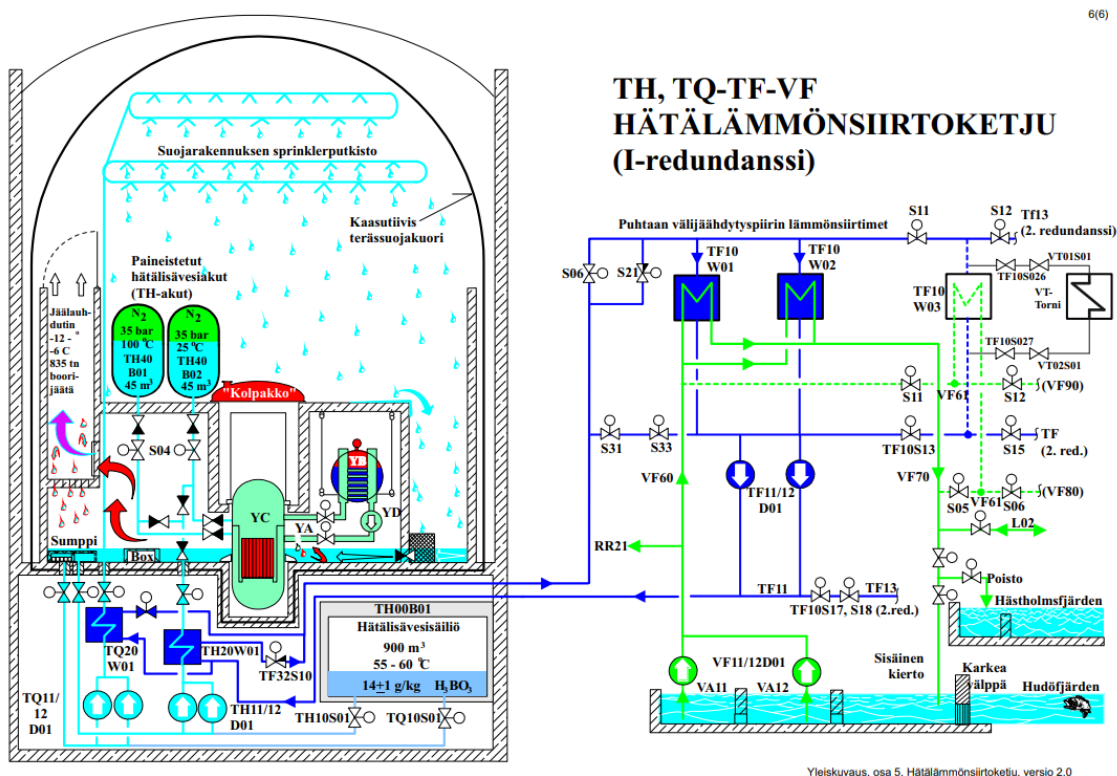 6(6)
TH, TQ-TF-VF
HÄTÄLÄMMÖNSIIRTOKETJU
(I-redundanssi)
Suojarakennuksen sprinklerputkisto
Kaasutiivis
terässuojakuori
Paineistetut
hätälisävesiakut
(TH-akut)
Jäälauh-
dutin
-12 - °
-6 C
835 tn
boori-
jäätä
N2
35 bar
100 °C
TH40
B01
45 m³
N2
35 bar
25 °C
TH40
B02
45 m³
"Kolpakko"
S04
YB
YC
YA
YD
Sumppi
Box
TQ20
W01
TH20W01
TF32S10
TQ11/
12
D01
TH11/12
D01
TH00B01
Hätälisävesisäiliö
900 m³
55 - 60 °C
14+1 g/kg H3BO3
TH10S01
TQ10S01
Puhtaan välijäähdytyspiirin lämmönsiirtimet
S11
S12
Tf13
(2. redundanssi)
S06
S21
TF10
W01
TF10
W02
TF10
W03
VT01S01
TF10S026
VT-
Torni
TF10S027
VT02S01
S11
VF61
S12
(VF90)
S31
S33
TF10S13
S15
TF
(2. red.)
VF60
TF11/12
D01
VF70
S05
VF61
S06
(VF80)
L02
RR21
TF11
TF13
TF10S17, S18 (2.red.)
Poisto
Hästholmsfjärden
VF11/12D01
VA11
VA12
Sisäinen
kierto
Karkea
välppä
Hudöfjärden
Yleiskuvaus, osa 5, Hätälämmönsiirtoketju, versio 2.0